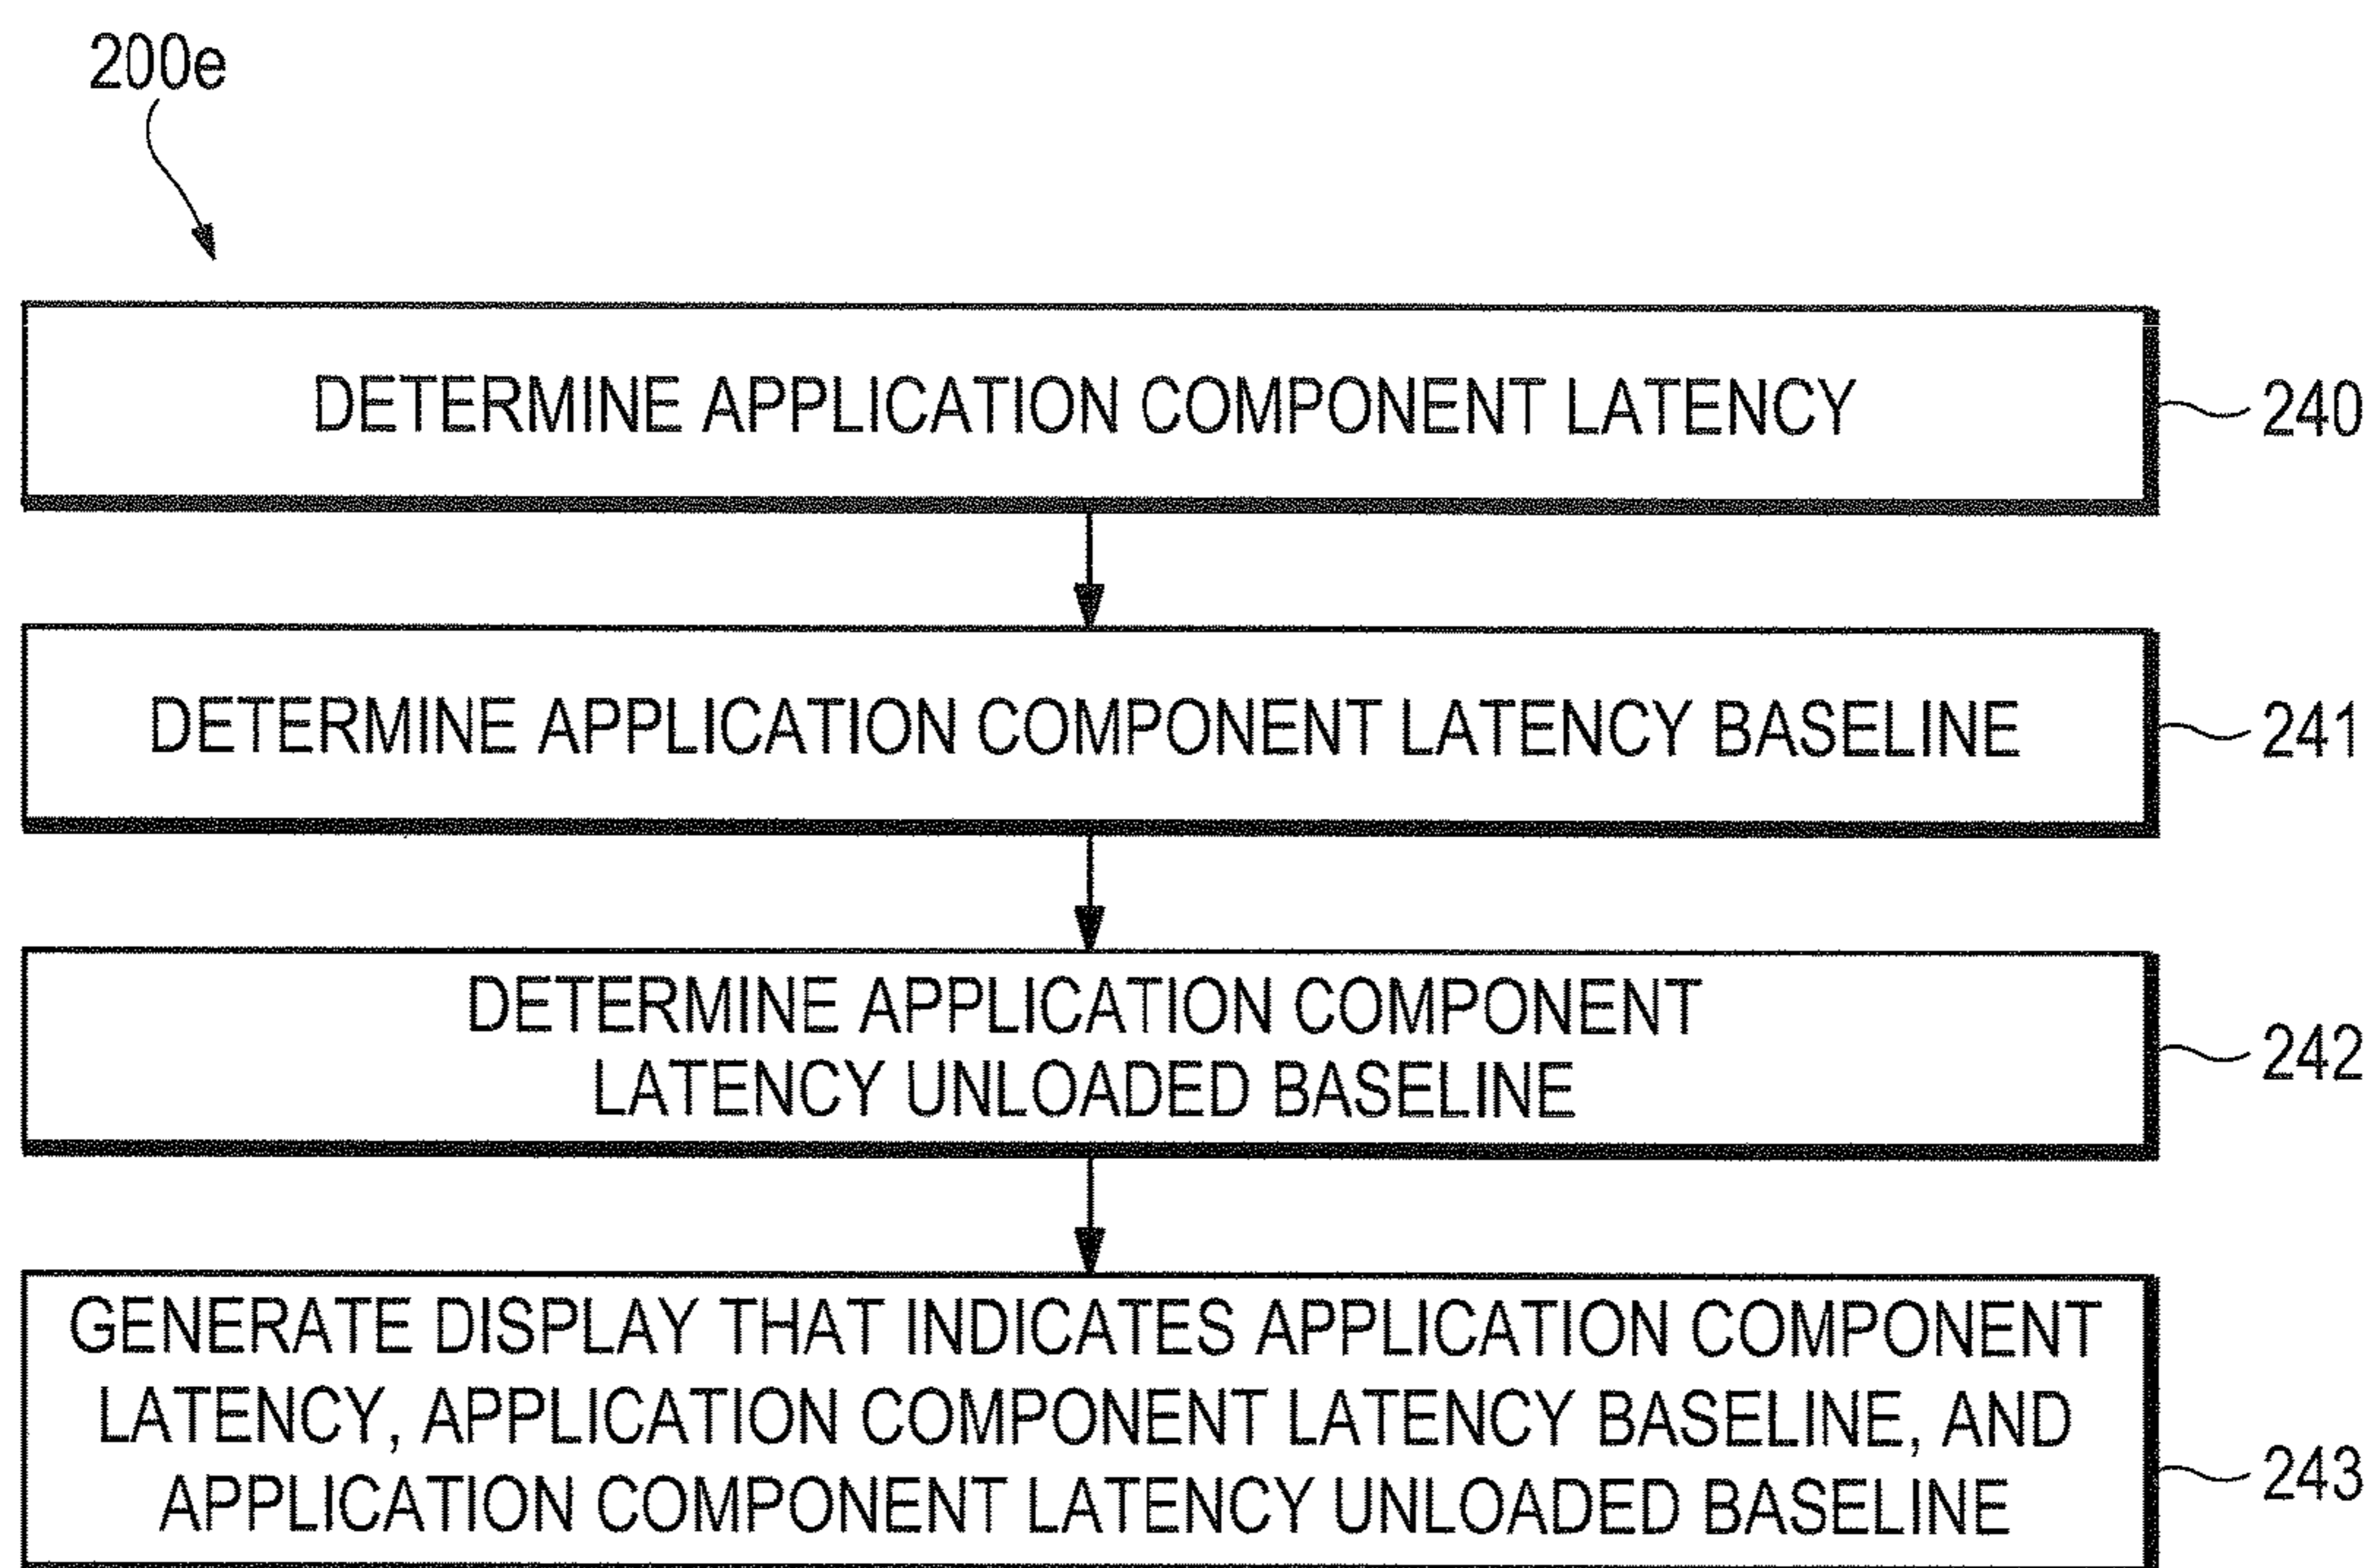 200e
DETERMINE APPLICATION COMPONENT LATENCY
240
DETERMINE APPLICATION COMPONENT LATENCY BASELINE
241
DETERMINE APPLICATION COMPONENT
LATENCY UNLOADED BASELINE
242
GENERATE DISPLAY THAT INDICATES APPLICATION COMPONENT
LATENCY, APPLICATION COMPONENT LATENCY BASELINE, AND
APPLICATION COMPONENT LATENCY UNLOADED BASELINE
243